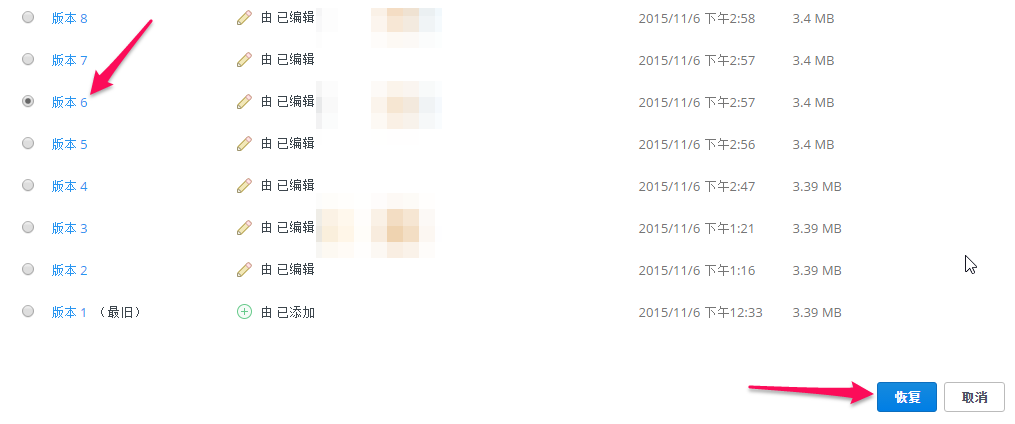 版本 8 由 已编辑 2015/11/6 下午2:58 3.4 MB
版本 7 由 已编辑 2015/11/6 下午2:57 3.4 MB
版本 6 由 已编辑 2015/11/6 下午2:57 3.4 MB
版本 5 由 已编辑 2015/11/6 下午2:56 3.4 MB
版本 4 由 已编辑 2015/11/6 下午2:47 3.39 MB
版本 3 由 已编辑 2015/11/6 下午1:21 3.39 MB
版本 2 由 已编辑 2015/11/6 下午1:16 3.39 MB
版本 1 （最旧） 由 已添加 2015/11/6 下午12:33 3.39 MB
恢复 取消